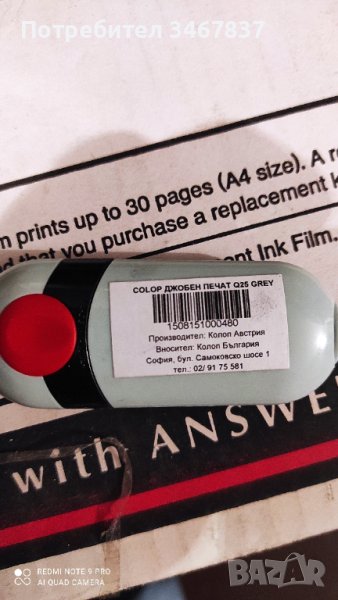 Потребител 3467837
m prints up to 30 pages (A4 size). A
that you purchase a replacement
ent Ink Film.
COLOP ДЖОБЕН ПЕЧАТ Q25 GREY
1508151000480
Производител: Колоп Австрия
Вносител: Колоп България
София, бул. Самоковско шосе 1
тел.: 02/ 91 75 581
with ANSWE
REDMI NOTE 9 PRO
AI QUAD CAMERA
BAZAR